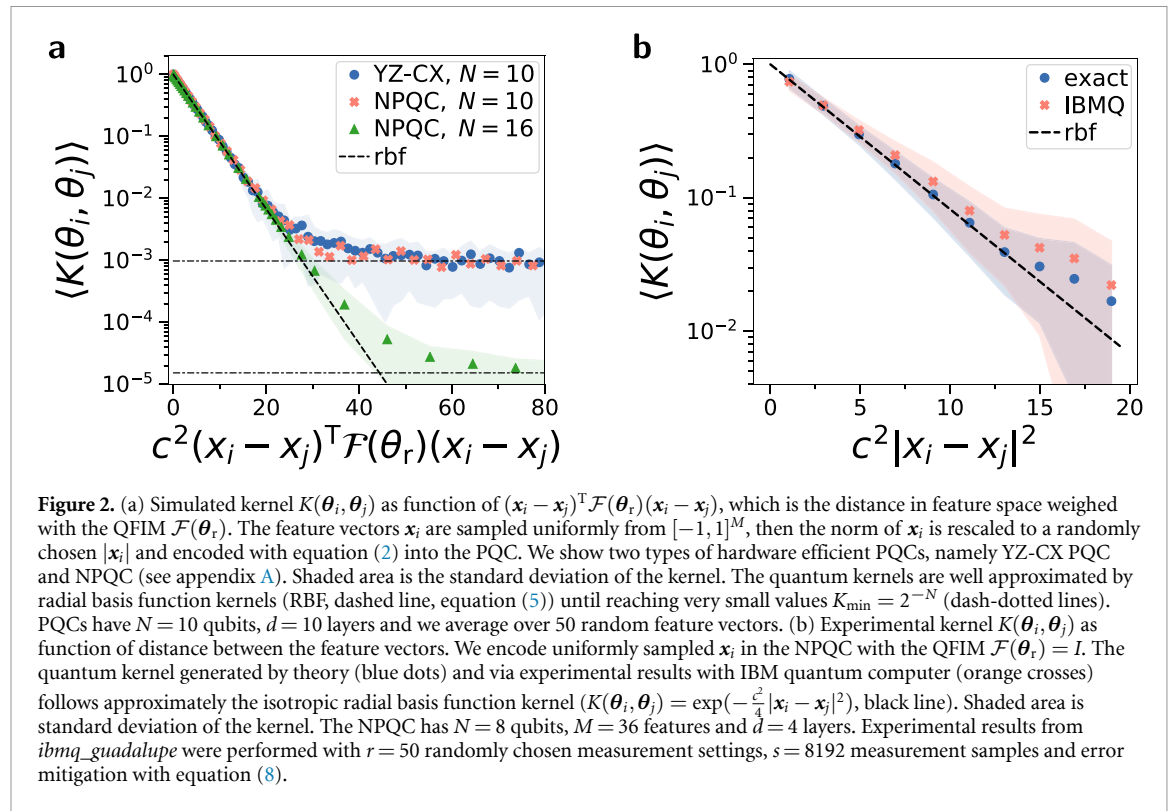 a
10⁰
10⁻¹
10⁻²
10⁻³
10⁻⁴
10⁻⁵
⟨K(θᵢ, θⱼ)⟩
YZ-CX, N = 10
NPQC, N = 10
NPQC, N = 16
rbf
0 20 40 60 80
c²(xᵢ − xⱼ)ᵀℱ(θᵣ)(xᵢ − xⱼ)
b
10⁰
10⁻¹
10⁻²
⟨K(θᵢ, θⱼ)⟩
exact
IBMQ
rbf
0 5 10 15 20
c²|xᵢ − xⱼ|²
Figure 2. (a) Simulated kernel K(θᵢ, θⱼ) as function of (xᵢ − xⱼ)ᵀℱ(θᵣ)(xᵢ − xⱼ), which is the distance in feature space weighed
with the QFIM ℱ(θᵣ). The feature vectors xᵢ are sampled uniformly from [−1, 1]ᴹ, then the norm of xᵢ is rescaled to a randomly
chosen |xᵢ| and encoded with equation (2) into the PQC. We show two types of hardware efficient PQCs, namely YZ-CX PQC
and NPQC (see appendix A). Shaded area is the standard deviation of the kernel. The quantum kernels are well approximated by
radial basis function kernels (RBF, dashed line, equation (5)) until reaching very small values Kₘᵢₙ = 2⁻ᴺ (dash-dotted lines).
PQCs have N = 10 qubits, d = 10 layers and we average over 50 random feature vectors. (b) Experimental kernel K(θᵢ, θⱼ) as
function of distance between the feature vectors. We encode uniformly sampled xᵢ in the NPQC with the QFIM ℱ(θᵣ) = I. The
quantum kernel generated by theory (blue dots) and via experimental results with IBM quantum computer (orange crosses)
follows approximately the isotropic radial basis function kernel (K(θᵢ, θⱼ) = exp(−c²/4|xᵢ − xⱼ|²), black line). Shaded area is
standard deviation of the kernel. The NPQC has N = 8 qubits, M = 36 features and d = 4 layers. Experimental results from
ibmq_guadalupe were performed with r = 50 randomly chosen measurement settings, s = 8192 measurement samples and error
mitigation with equation (8).